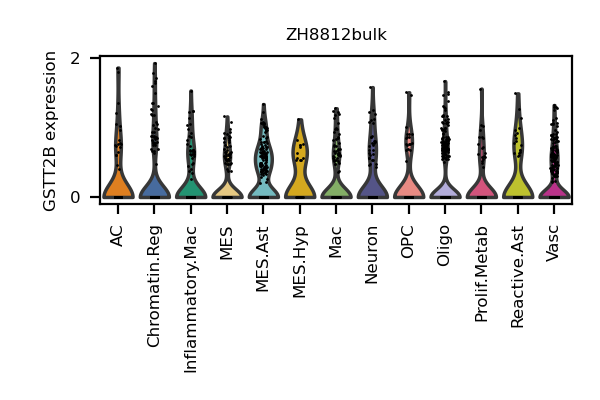 ZH8812bulk
GSTT2B expression
2
0
AC
Chromatin.Reg
Inflammatory.Mac
MES
MES.Ast
MES.Hyp
Mac
Neuron
OPC
Oligo
Prolif.Metab
Reactive.Ast
Vasc